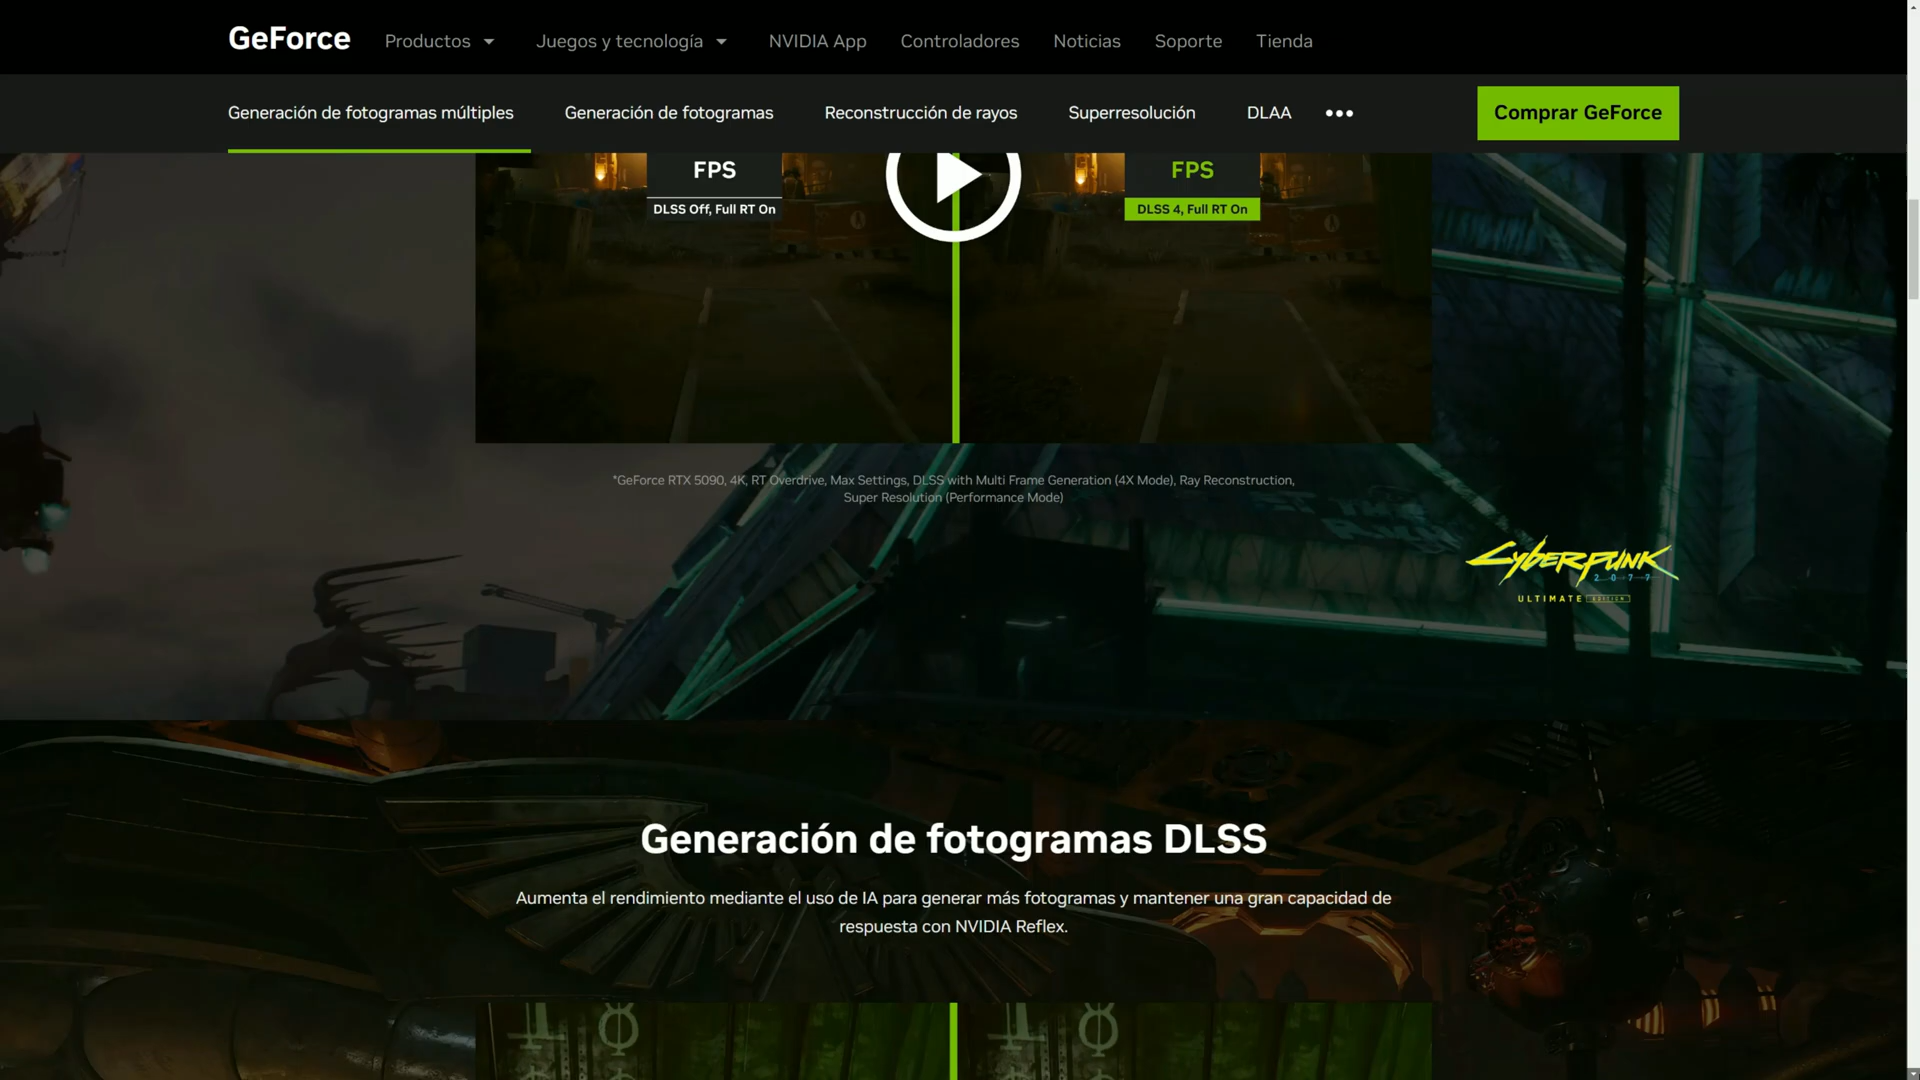 GeForce
Productos
Juegos y tecnología
NVIDIA App
Controladores
Noticias
Soporte
Tienda
Generación de fotogramas múltiples
Generación de fotogramas
Reconstrucción de rayos
Superresolución
DLAA
Comprar GeForce
FPS
DLSS Off, Full RT On
FPS
DLSS 4, Full RT On
*GeForce RTX 5090, 4K, RT Overdrive, Max Settings, DLSS with Multi Frame Generation (4X Mode), Ray Reconstruction,
Super Resolution (Performance Mode)
Cyberpunk
2077
ULTIMATE EDITION
Generación de fotogramas DLSS
Aumenta el rendimiento mediante el uso de IA para generar más fotogramas y mantener una gran capacidad de
respuesta con NVIDIA Reflex.